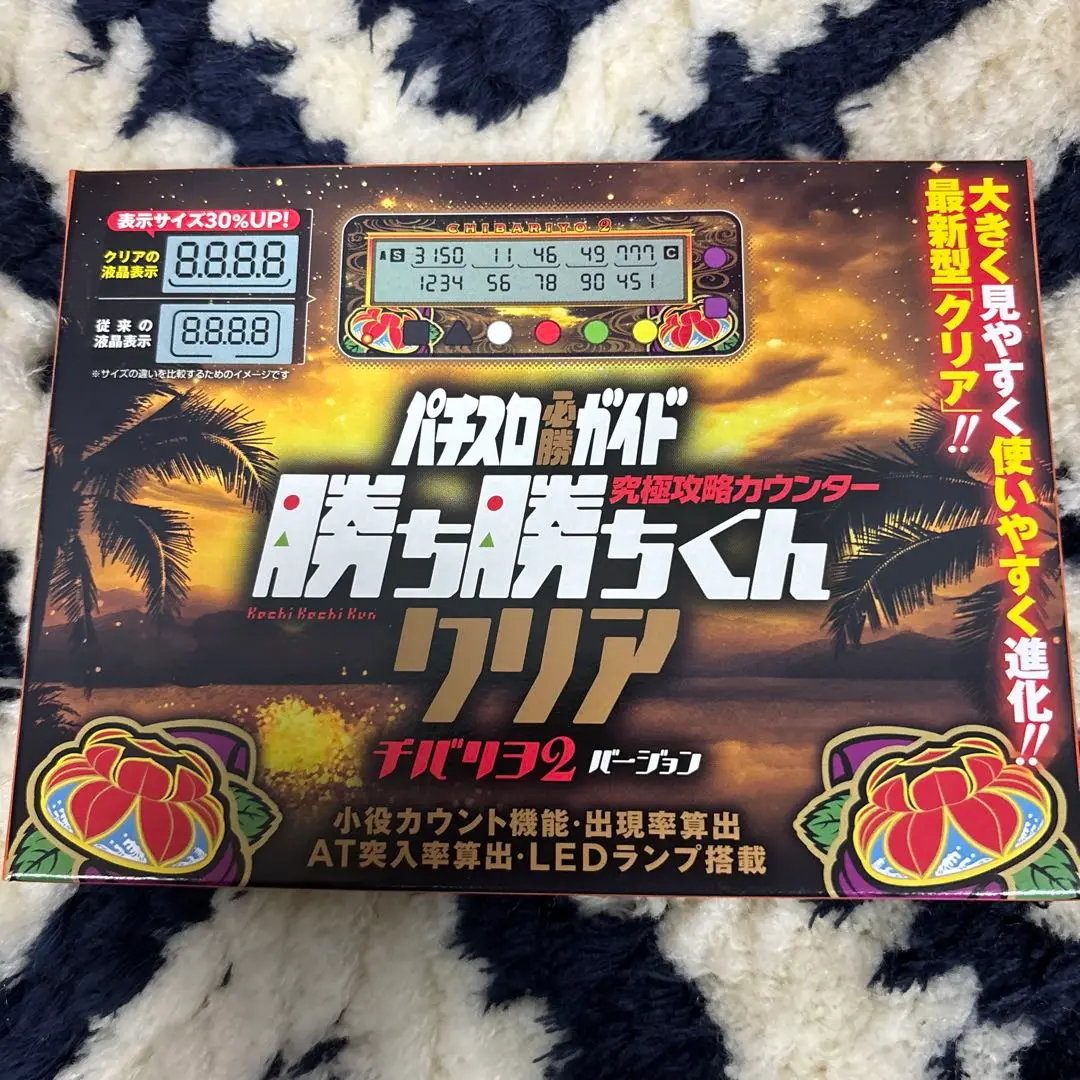 表示サイズ30%UP!
クリアの
液晶表示
8.8.8.8
従来の
液晶表示
8.8.8.8
※サイズの違いを比較するためのイメージです
CHIBARIYO 2
A S 3150 11 46 49 777 C
1234 56 78 90 451
大きく見やすく使いやすく進化!!
最新型「クリア」!!
パチスロ必勝ガイド
究極攻略カウンター
勝ち勝ちくん
Kachi Kachi Kun
クリア
チバリヨ2 バージョン
小役カウント機能・出現率算出
AT突入率算出・LEDランプ搭載